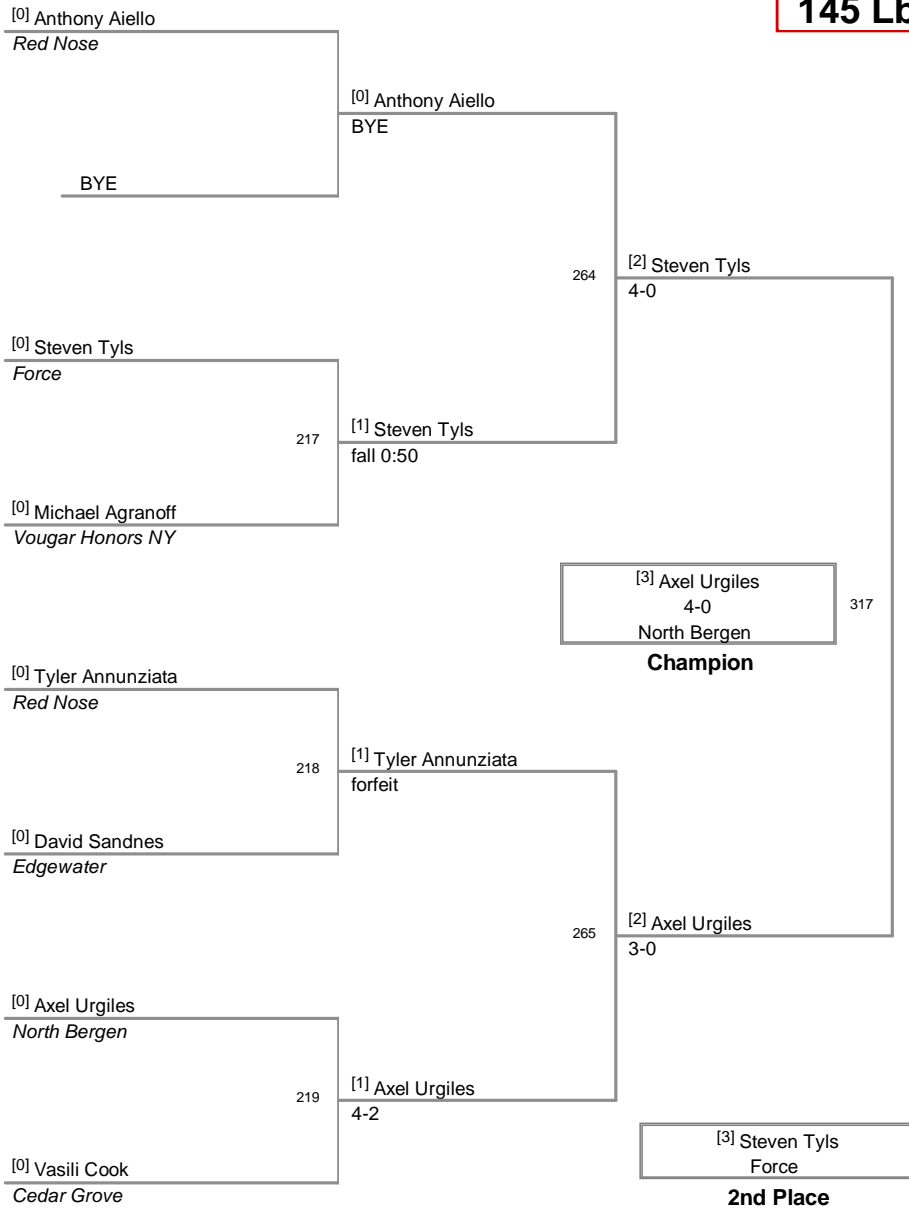 145 Lb
[0] Anthony Aiello
Red Nose
[0] Anthony Aiello
BYE
BYE
264
[2] Steven Tyls
4-0
[0] Steven Tyls
Force
217
[1] Steven Tyls
fall 0:50
[0] Michael Agranoff
Vougar Honors NY
[3] Axel Urgiles
4-0
North Bergen
317
Champion
[0] Tyler Annunziata
Red Nose
218
[1] Tyler Annunziata
forfeit
[0] David Sandnes
Edgewater
265
[2] Axel Urgiles
3-0
[0] Axel Urgiles
North Bergen
219
[1] Axel Urgiles
4-2
[0] Vasili Cook
Cedar Grove
[3] Steven Tyls
Force
2nd Place